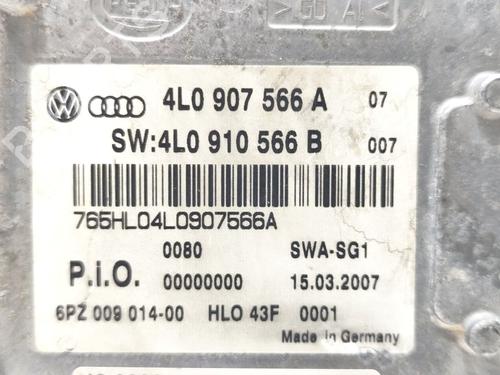 4L0 907 566 A 07
SW:4L0 910 566 B 007
765HL04L0907566A
0080 SWA-SG1
P.i.O. 00000000 15.03.2007
6PZ 009 014-00 HLO 43F 0001
Made in Germany